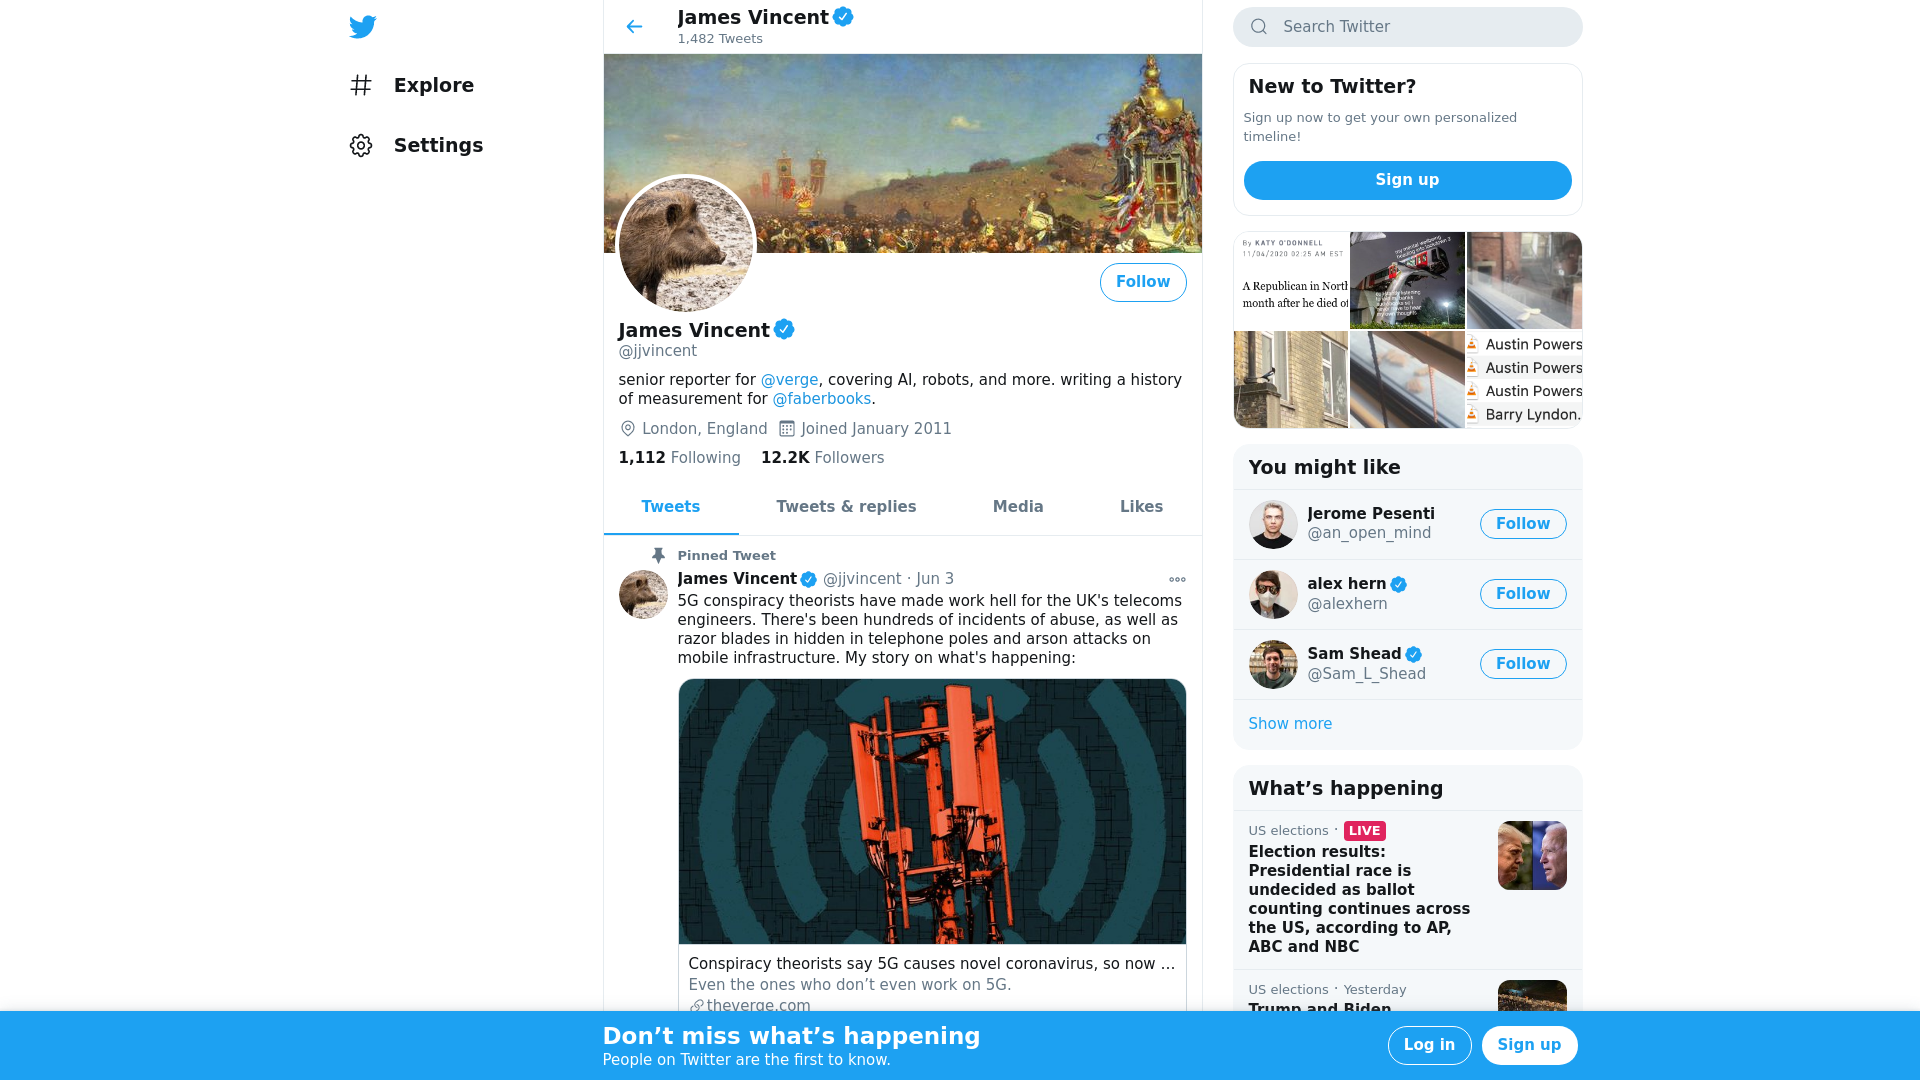 James Vincent
1,482 Tweets
Explore
Settings
Follow
James Vincent
@jjvincent
senior reporter for @verge, covering AI, robots, and more. writing a history
of measurement for @faberbooks.
London, England Joined January 2011
1,112 Following 12.2K Followers
Tweets Tweets & replies Media Likes
Pinned Tweet
James Vincent @jjvincent · Jun 3
5G conspiracy theorists have made work hell for the UK's telecoms
engineers. There's been hundreds of incidents of abuse, as well as
razor blades in hidden in telephone poles and arson attacks on
mobile infrastructure. My story on what's happening:
Conspiracy theorists say 5G causes novel coronavirus, so now …
Even the ones who don’t even work on 5G.
theverge.com
Search Twitter
New to Twitter?
Sign up now to get your own personalized
timeline!
Sign up
By KATY O'DONNELL
11/04/2020 02:25 AM EST
A Republican in North
month after he died of
Austin Powers
Austin Powers
Austin Powers
Barry Lyndon.
You might like
Jerome Pesenti
@an_open_mind
Follow
alex hern
@alexhern
Follow
Sam Shead
@Sam_L_Shead
Follow
Show more
What’s happening
US elections · LIVE
Election results:
Presidential race is
undecided as ballot
counting continues across
the US, according to AP,
ABC and NBC
US elections · Yesterday
Trump and Biden
Don’t miss what’s happening
People on Twitter are the first to know.
Log in
Sign up